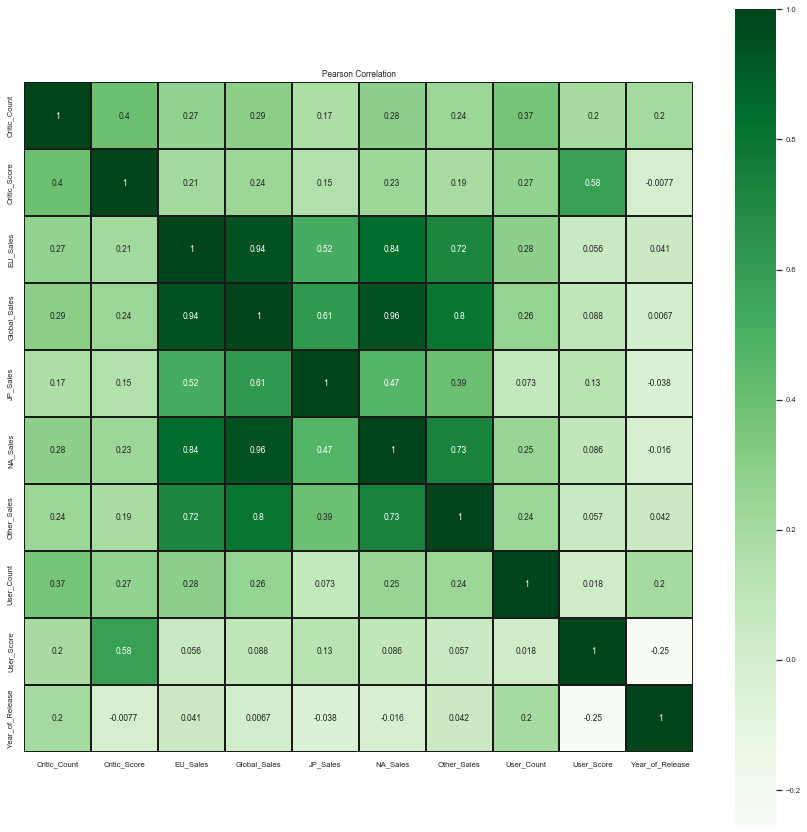 Pearson Correlation
Critic_Count 1 0.4 0.27 0.29 0.17 0.28 0.24 0.37 0.2 0.2
Critic_Score 0.4 1 0.21 0.24 0.15 0.23 0.19 0.27 0.58 -0.0077
EU_Sales 0.27 0.21 1 0.94 0.52 0.84 0.72 0.28 0.056 0.041
Global_Sales 0.29 0.24 0.94 1 0.61 0.96 0.8 0.26 0.088 0.0067
JP_Sales 0.17 0.15 0.52 0.61 1 0.47 0.39 0.073 0.13 -0.038
NA_Sales 0.28 0.23 0.84 0.96 0.47 1 0.73 0.25 0.086 -0.016
Other_Sales 0.24 0.19 0.72 0.8 0.39 0.73 1 0.24 0.057 0.042
User_Count 0.37 0.27 0.28 0.26 0.073 0.25 0.24 1 0.018 0.2
User_Score 0.2 0.58 0.056 0.088 0.13 0.086 0.057 0.018 1 -0.25
Year_of_Release 0.2 -0.0077 0.041 0.0067 -0.038 -0.016 0.042 0.2 -0.25 1
Critic_Count Critic_Score EU_Sales Global_Sales JP_Sales NA_Sales Other_Sales User_Count User_Score Year_of_Release
1.0
0.8
0.6
0.4
0.2
0.0
−0.2